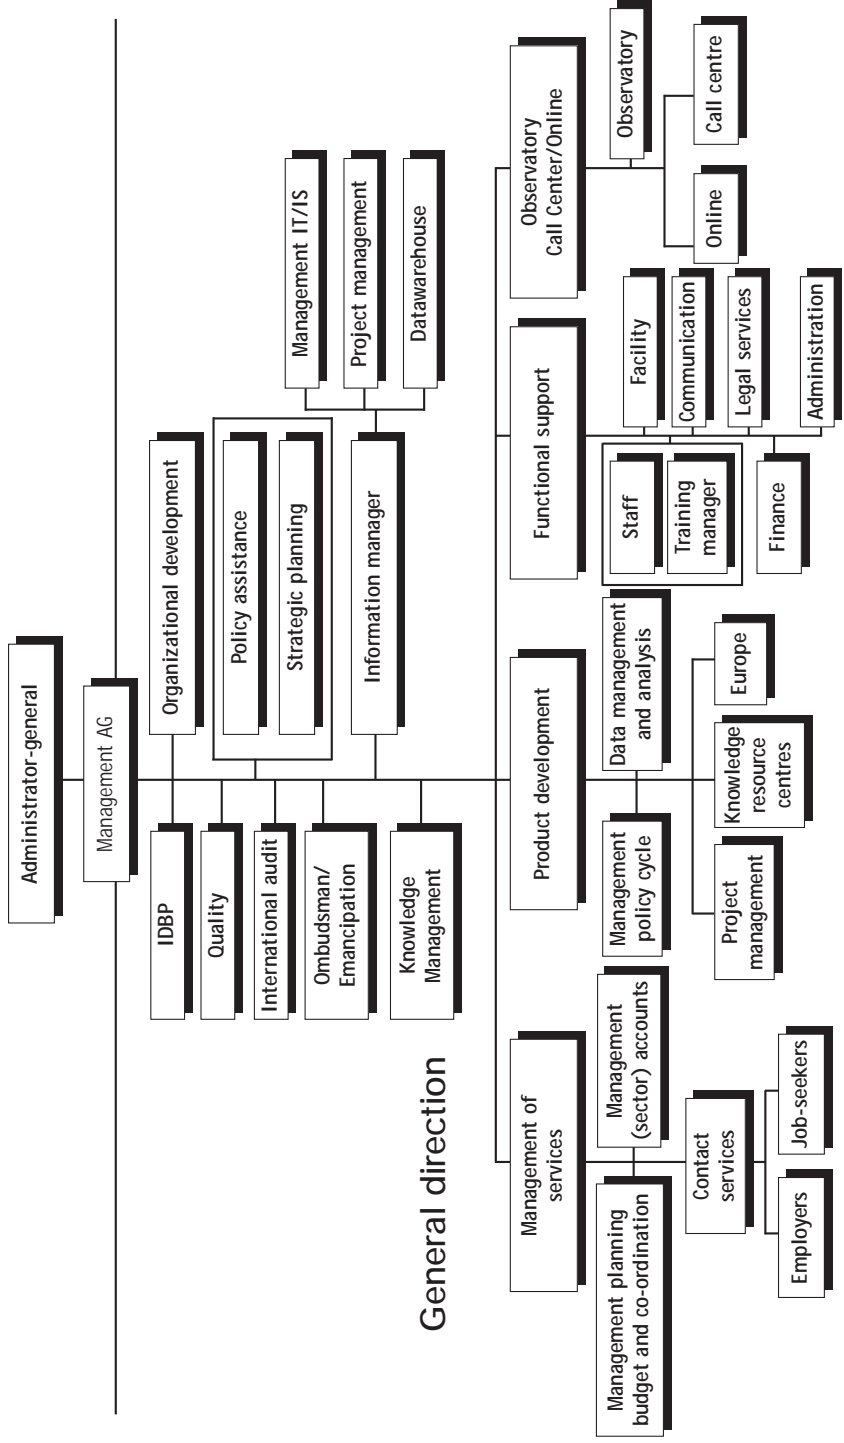 Administrator-general
Management AG
IDBP
Organizational development
Quality
Policy assistance
International audit
Strategic planning
Ombudsman/
Emancipation
Information manager
Management IT/IS
Project management
Datawarehouse
Knowledge
Management
General direction
Management of
services
Product development
Functional support
Observatory
Call Center/Online
Management planning
budget and co-ordination
Management
(sector) accounts
Contact
services
Employers
Job-seekers
Management
policy cycle
Data management
and analysis
Project
management
Knowledge
resource
centres
Europe
Staff
Training
manager
Finance
Facility
Communication
Legal services
Administration
Observatory
Online
Call centre